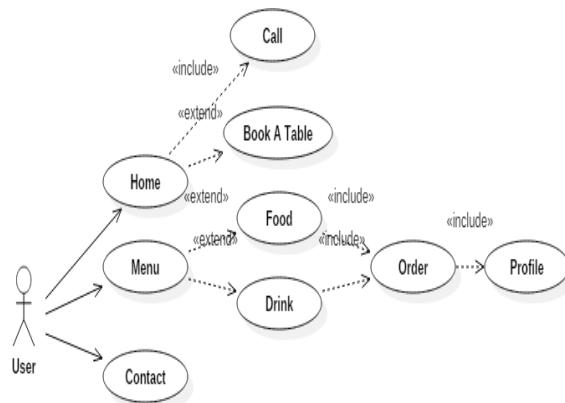 Call
«include»
«extend»
Book A Table
Home
«extend»
Food
«include»
«include»
«extend»
«include»
Menu
Order
Profile
Drink
User
Contact